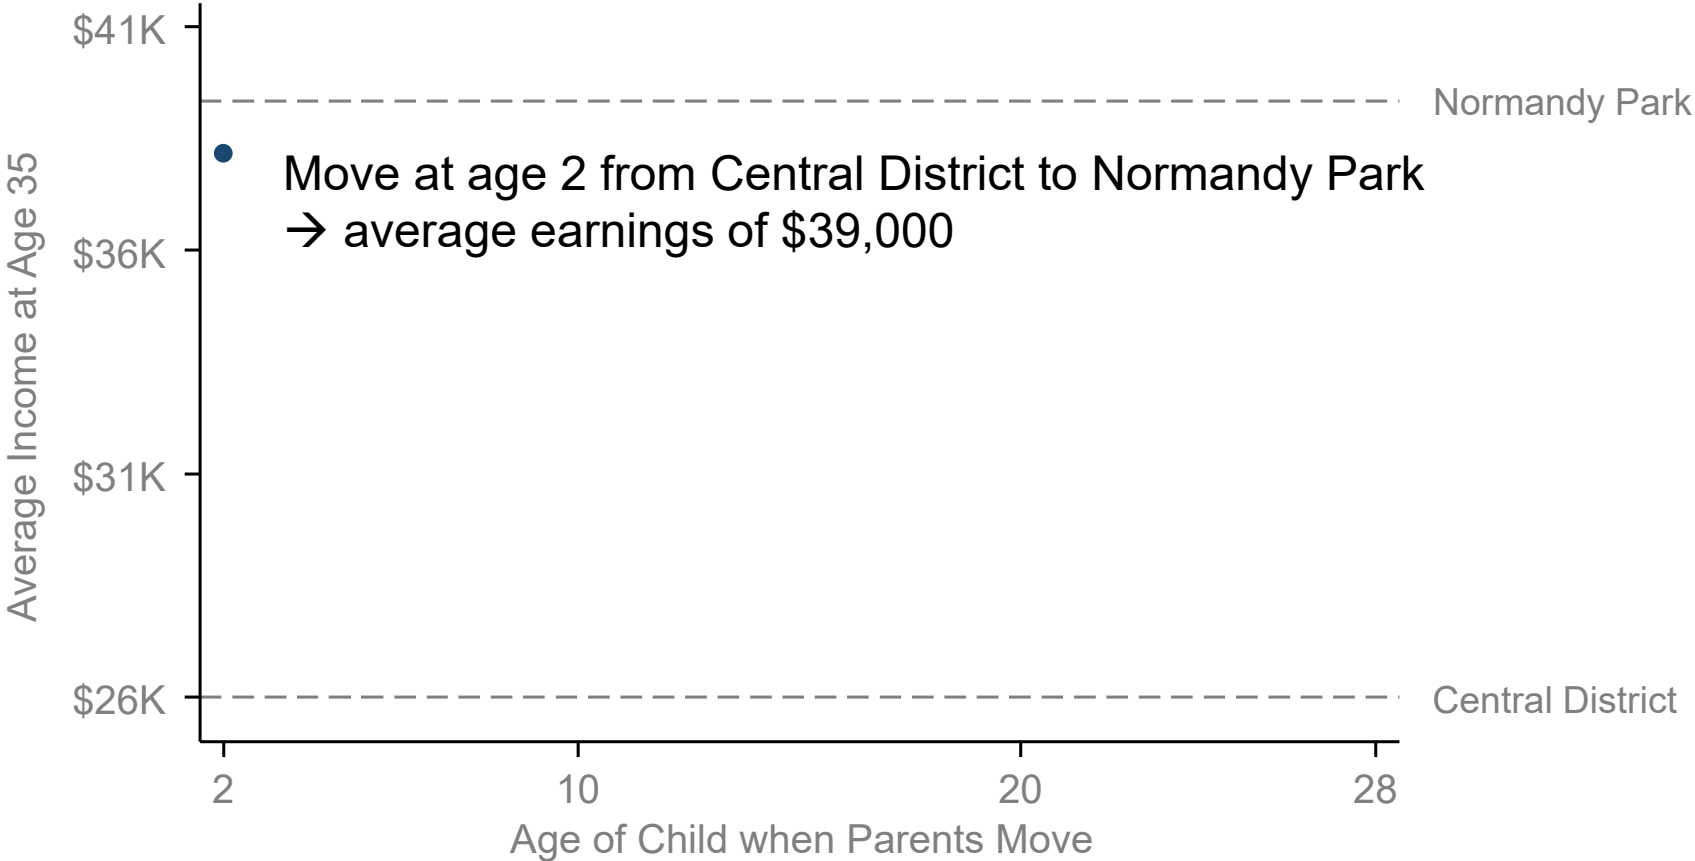 $41K
Normandy Park
Move at age 2 from Central District to Normandy Park
→ average earnings of $39,000
$36K
Average Income at Age 35
$31K
$26K
Central District
2 10 20 28
Age of Child when Parents Move